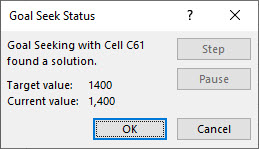 Goal Seek Status ? ×
Goal Seeking with Cell C61
found a solution.
Step
Pause
Target value: 1400
Current value: 1,400
OK
Cancel